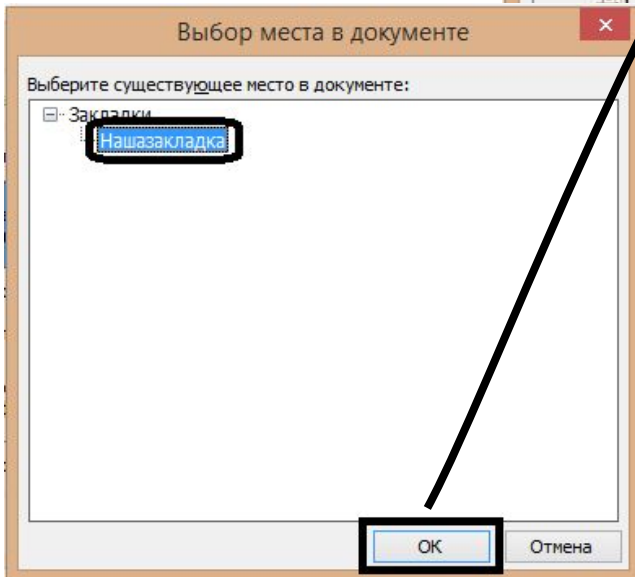 Выбор места в документе
Выберите существующее место в документе:
Закладки
Нашазакладка
ОК
Отмена